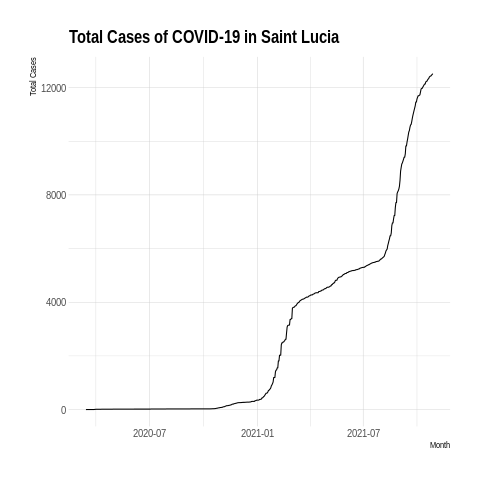 Total Cases of COVID-19 in Saint Lucia
Total Cases
12000
8000
4000
0
2020-07 2021-01 2021-07
Month